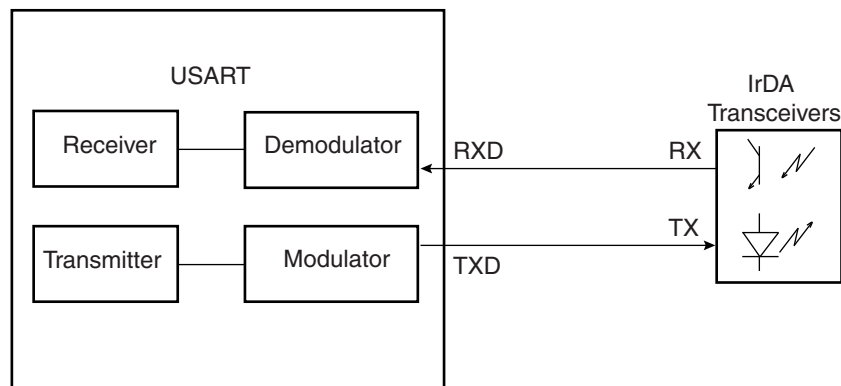 USART
IrDA
Transceivers
Receiver
Demodulator
RXD
RX
Transmitter
Modulator
TXD
TX